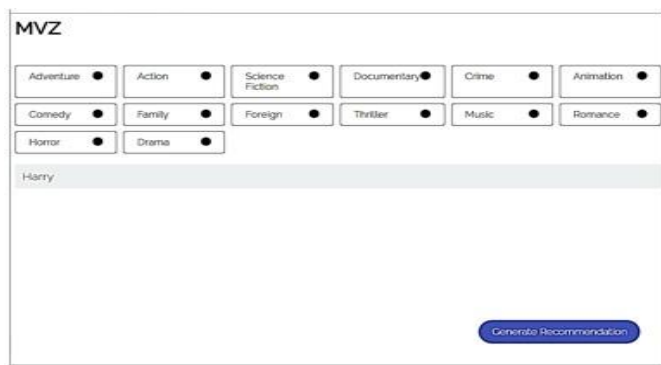 MVZ
Adventure Action Science Fiction Documentary Crime Animation
Comedy Family Foreign Thriller Music Romance
Horror Drama
Harry
Generate Recommendation